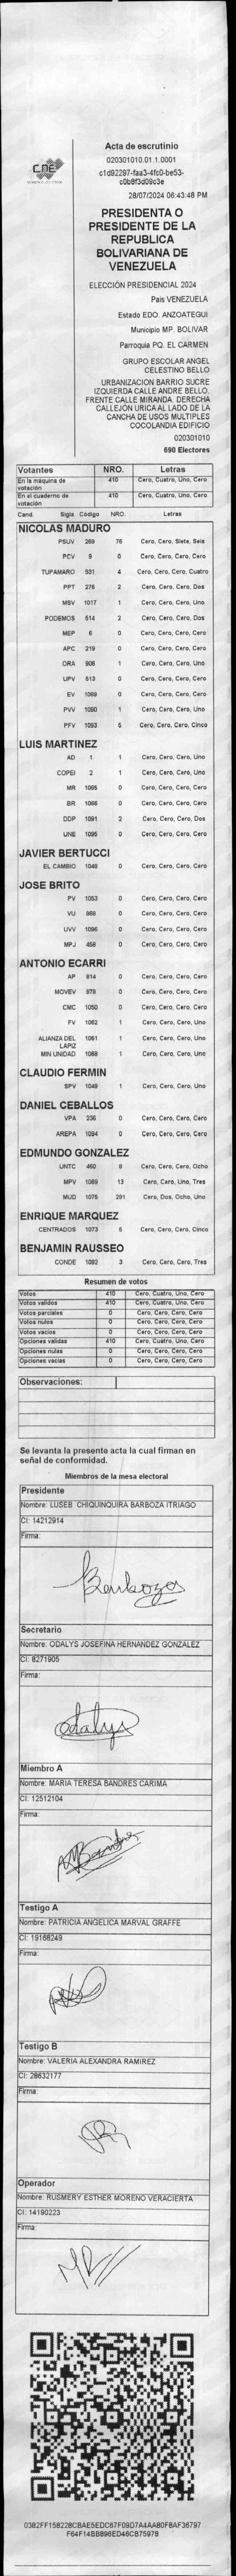 CNE
Acta de escrutinio
020301010.01.1.0001
c1d92297-faa3-4fc0-be53-
c0b8f3d09c3e
28/07/2024 06:43:48 PM
PRESIDENTA O
PRESIDENTE DE LA
REPUBLICA
BOLIVARIANA DE
VENEZUELA
ELECCIÓN PRESIDENCIAL 2024
Pais VENEZUELA
Estado EDO. ANZOATEGUI
Municipio MP. BOLIVAR
Parroquia PQ. EL CARMEN
GRUPO ESCOLAR ANGEL
CELESTINO BELLO
URBANIZACION BARRIO SUCRE
IZQUIERDA CALLE ANDRE BELLO.
FRENTE CALLE MIRANDA. DERECHA
CALLEJON URICA AL LADO DE LA
CANCHA DE USOS MULTIPLES
COCOLANDIA EDIFICIO
020301010
690 Electores
Votantes NRO. Letras
En la máquina de votación 410 Cero, Cuatro, Uno, Cero
En el cuaderno de votación 410 Cero, Cuatro, Uno, Cero
Cand. Sigla Código NRO. Letras
NICOLAS MADURO
PSUV 269 76 Cero, Cero, Siete, Seis
PCV 9 0 Cero, Cero, Cero, Cero
TUPAMARO 931 4 Cero, Cero, Cero, Cuatro
PPT 276 2 Cero, Cero, Cero, Dos
MSV 1017 1 Cero, Cero, Cero, Uno
PODEMOS 514 2 Cero, Cero, Cero, Dos
MEP 6 0 Cero, Cero, Cero, Cero
APC 219 0 Cero, Cero, Cero, Cero
ORA 906 1 Cero, Cero, Cero, Uno
UPV 513 0 Cero, Cero, Cero, Cero
EV 1089 0 Cero, Cero, Cero, Cero
PVV 1090 1 Cero, Cero, Cero, Uno
PFV 1093 5 Cero, Cero, Cero, Cinco
LUIS MARTINEZ
AD 1 1 Cero, Cero, Cero, Uno
COPEI 2 1 Cero, Cero, Cero, Uno
MR 1065 0 Cero, Cero, Cero, Cero
BR 1066 0 Cero, Cero, Cero, Cero
DDP 1091 2 Cero, Cero, Cero, Dos
UNE 1095 0 Cero, Cero, Cero, Cero
JAVIER BERTUCCI
EL CAMBIO 1048 0 Cero, Cero, Cero, Cero
JOSE BRITO
PV 1053 0 Cero, Cero, Cero, Cero
VU 968 0 Cero, Cero, Cero, Cero
UVV 1096 0 Cero, Cero, Cero, Cero
MPJ 458 0 Cero, Cero, Cero, Cero
ANTONIO ECARRI
AP 814 0 Cero, Cero, Cero, Cero
MOVEV 978 0 Cero, Cero, Cero, Cero
CMC 1050 0 Cero, Cero, Cero, Cero
FV 1062 1 Cero, Cero, Cero, Uno
ALIANZA DEL LAPIZ 1051 1 Cero, Cero, Cero, Uno
MIN UNIDAD 1068 1 Cero, Cero, Cero, Uno
CLAUDIO FERMIN
SPV 1049 1 Cero, Cero, Cero, Uno
DANIEL CEBALLOS
VPA 236 0 Cero, Cero, Cero, Cero
AREPA 1094 0 Cero, Cero, Cero, Cero
EDMUNDO GONZALEZ
UNTC 460 8 Cero, Cero, Cero, Ocho
MPV 1069 13 Cero, Cero, Uno, Tres
MUD 1075 281 Cero, Dos, Ocho, Uno
ENRIQUE MARQUEZ
CENTRADOS 1073 5 Cero, Cero, Cero, Cinco
BENJAMIN RAUSSEO
CONDE 1092 3 Cero, Cero, Cero, Tres
Resumen de votos
Votos 410 Cero, Cuatro, Uno, Cero
Votos validos 410 Cero, Cuatro, Uno, Cero
Votos parciales 0 Cero, Cero, Cero, Cero
Votos nulos 0 Cero, Cero, Cero, Cero
Votos vacios 0 Cero, Cero, Cero, Cero
Opciones validas 410 Cero, Cuatro, Uno, Cero
Opciones nulas 0 Cero, Cero, Cero, Cero
Opciones vacias 0 Cero, Cero, Cero, Cero
Observaciones:
Se levanta la presente acta la cual firman en
señal de conformidad.
Miembros de la mesa electoral
Presidente
Nombre: LUSEB CHIQUINQUIRA BARBOZA ITRIAGO
CI: 14212914
Firma:
Barboza
Secretario
Nombre: ODALYS JOSEFINA HERNANDEZ GONZALEZ
CI: 8271905
Firma:
Odalys
Miembro A
Nombre: MARIA TERESA BANDRES CARIMA
CI: 12512104
Firma:
Testigo A
Nombre: PATRICIA ANGELICA MARVAL GRAFFE
CI: 19168249
Firma:
Testigo B
Nombre: VALERIA ALEXANDRA RAMIREZ
CI: 28632177
Firma:
Operador
Nombre: RUSMERY ESTHER MORENO VERACIERTA
CI: 14190223
Firma:
0382FF158228CBAE5EDC67F09D7A4AA80F8AF36797
F64F14BB896ED46CB75978